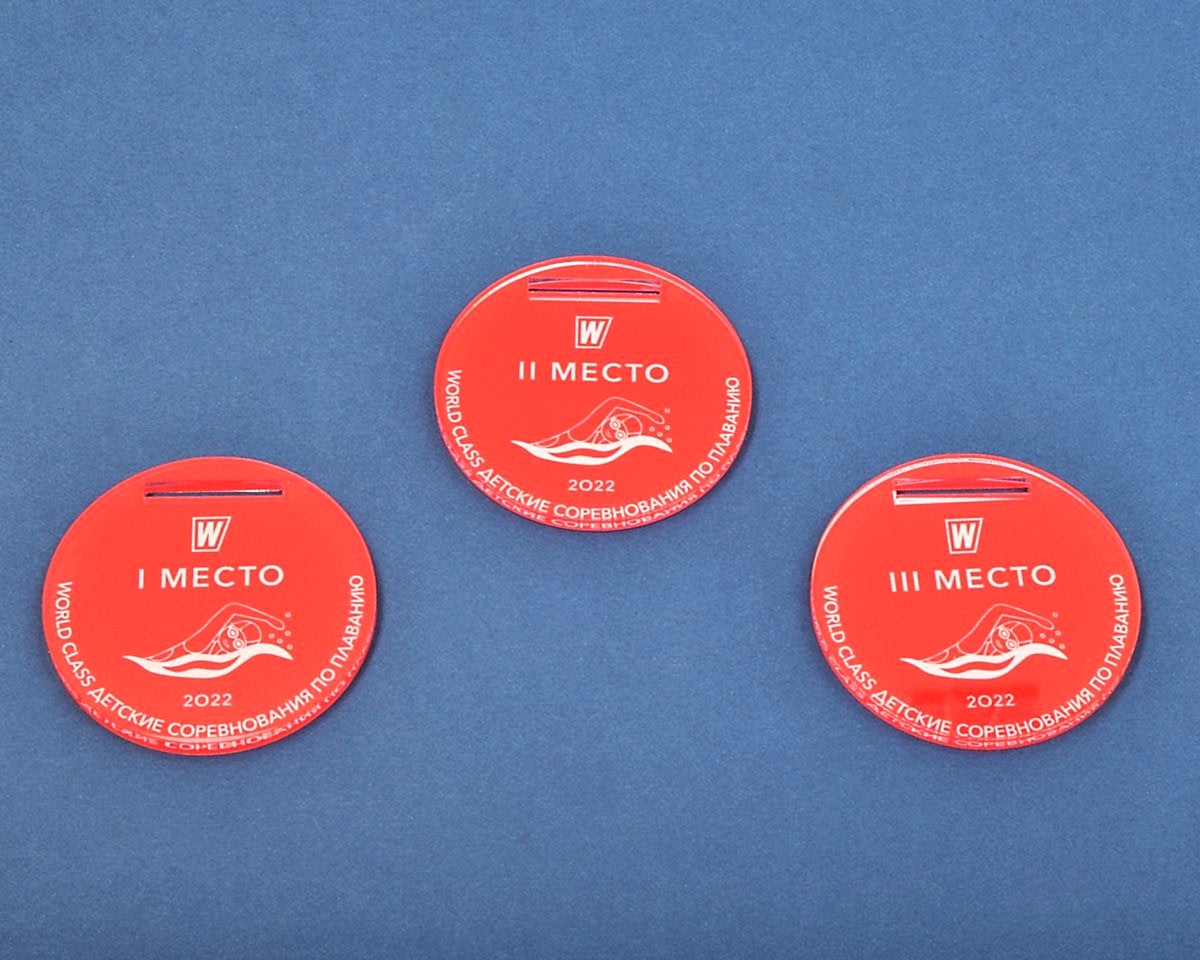 W
II МЕСТО
2022
WORLD CLASS ДЕТСКИЕ СОРЕВНОВАНИЯ ПО ПЛАВАНИЮ
W
I МЕСТО
2022
WORLD CLASS ДЕТСКИЕ СОРЕВНОВАНИЯ ПО ПЛАВАНИЮ
W
III МЕСТО
2022
WORLD CLASS ДЕТСКИЕ СОРЕВНОВАНИЯ ПО ПЛАВАНИЮ